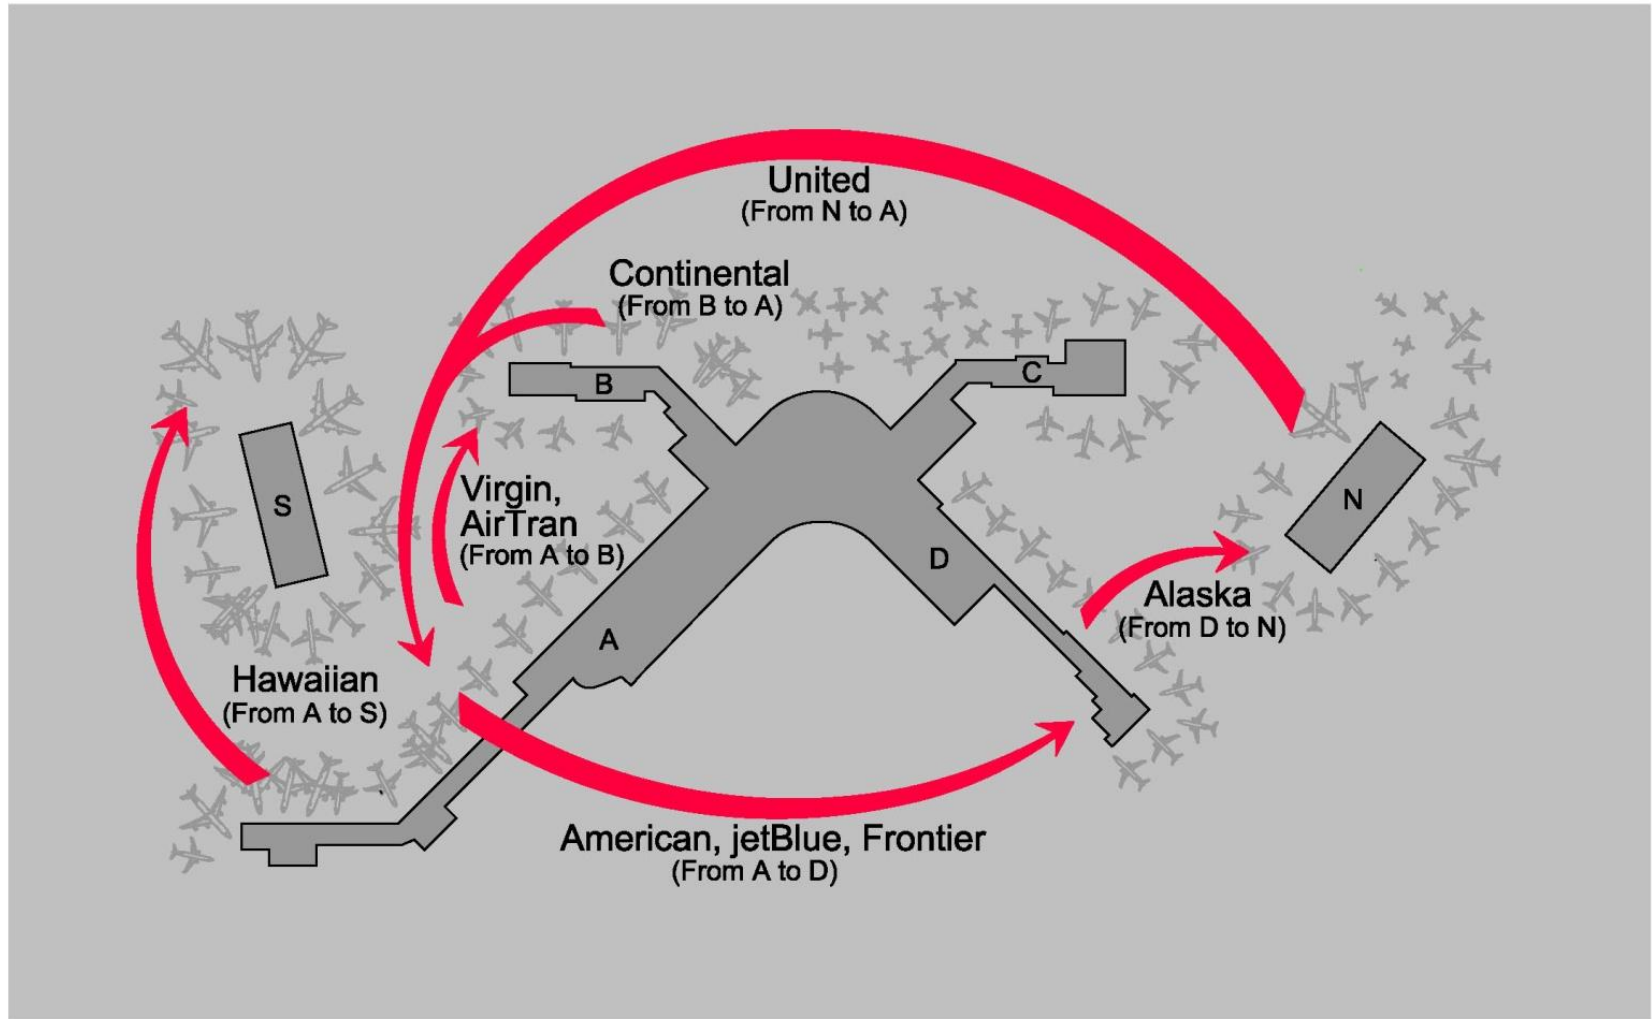 United
(From N to A)
Continental
(From B to A)
B
C
Virgin,
AirTran
(From A to B)
S
N
D
A
Alaska
(From D to N)
Hawaiian
(From A to S)
American, jetBlue, Frontier
(From A to D)